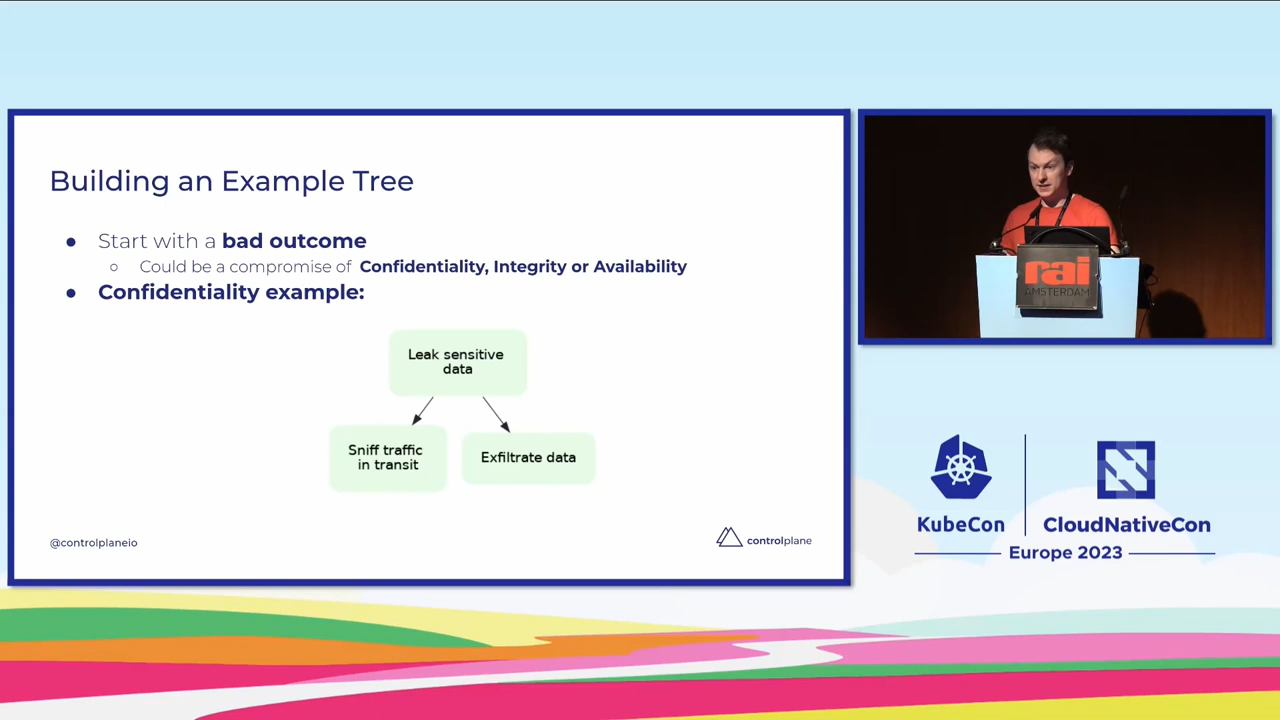 Building an Example Tree
● Start with a bad outcome
○ Could be a compromise of Confidentiality, Integrity or Availability
● Confidentiality example:
Leak sensitive
data
Sniff traffic
in transit
Exfiltrate data
@controlplaneio
controlplane
rai
AMSTERDAM
KubeCon
CloudNativeCon
Europe 2023